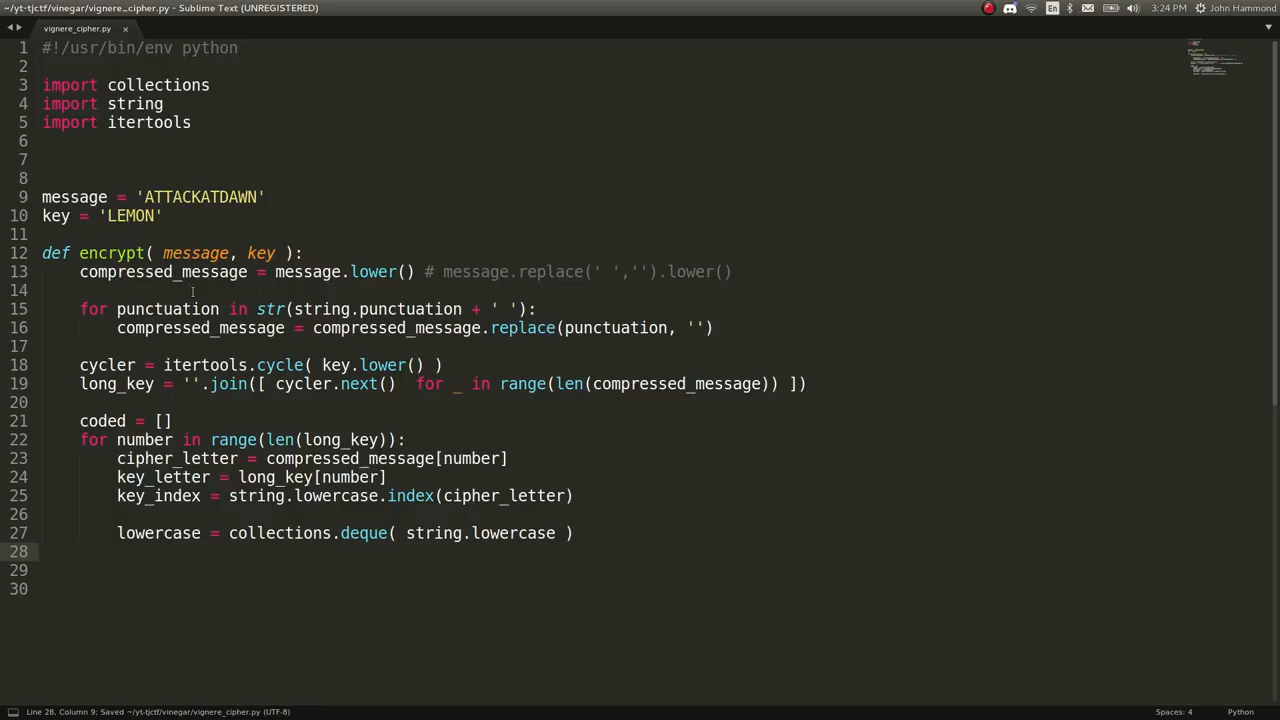 ~/yt-tjctf/vinegar/vignere_cipher.py • - Sublime Text (UNREGISTERED)
En
3:24 PM
John Hammond
vignere_cipher.py ×
1 #!/usr/bin/env python
2
3 import collections
4 import string
5 import itertools
6
7
8
9 message = 'ATTACKATDAWN'
10 key = 'LEMON'
11
12 def encrypt( message, key ):
13 compressed_message = message.lower() # message.replace(' ','').lower()
14
15 for punctuation in str(string.punctuation + ' '):
16 compressed_message = compressed_message.replace(punctuation, '')
17
18 cycler = itertools.cycle( key.lower() )
19 long_key = ''.join([ cycler.next()  for _ in range(len(compressed_message)) ])
20
21 coded = []
22 for number in range(len(long_key)):
23 cipher_letter = compressed_message[number]
24 key_letter = long_key[number]
25 key_index = string.lowercase.index(cipher_letter)
26
27 lowercase = collections.deque( string.lowercase )
28
29
30
Line 28, Column 9; Saved ~/yt-tjctf/vinegar/vignere_cipher.py (UTF-8)
Spaces: 4
Python